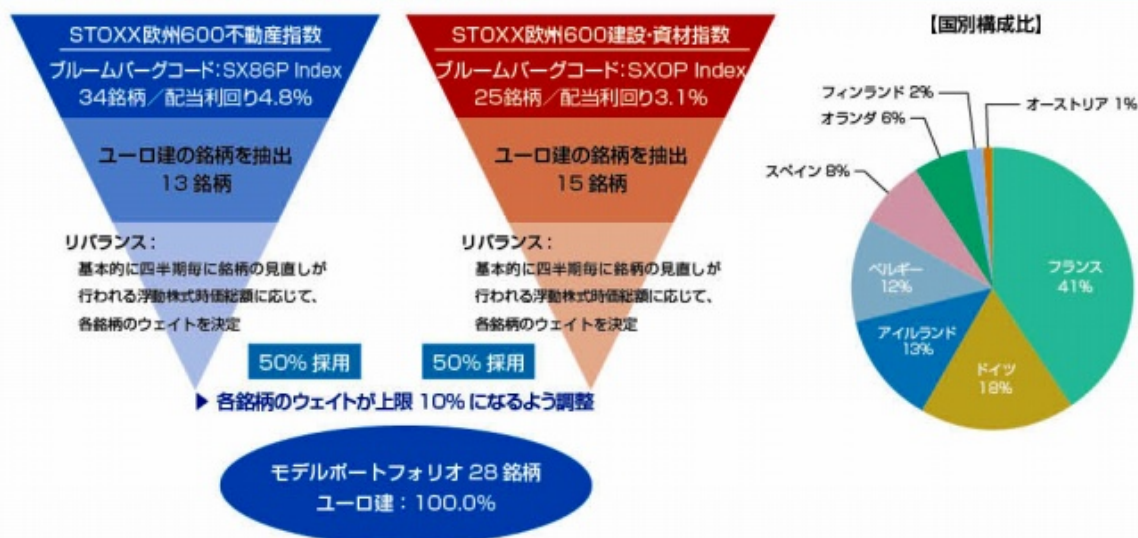 STOXX欧州600不動産指数
ブルームバーグコード:SX86P Index
34銘柄/配当利回り4.8%
ユーロ建の銘柄を抽出
13 銘柄
リバランス:
基本的に四半期毎に銘柄の見直しが
行われる浮動株式時価総額に応じて、
各銘柄のウェイトを決定
50% 採用
STOXX欧州600建設・資材指数
ブルームバーグコード:SXOP Index
25銘柄/配当利回り3.1%
ユーロ建の銘柄を抽出
15 銘柄
リバランス:
基本的に四半期毎に銘柄の見直しが
行われる浮動株式時価総額に応じて、
各銘柄のウェイトを決定
50% 採用
▶ 各銘柄のウェイトが上限 10% になるよう調整
モデルポートフォリオ 28 銘柄
ユーロ建:100.0%
【国別構成比】
フィンランド 2%
オーストリア 1%
オランダ 6%
スペイン 8%
ベルギー
12%
アイルランド
13%
ドイツ
18%
フランス
41%